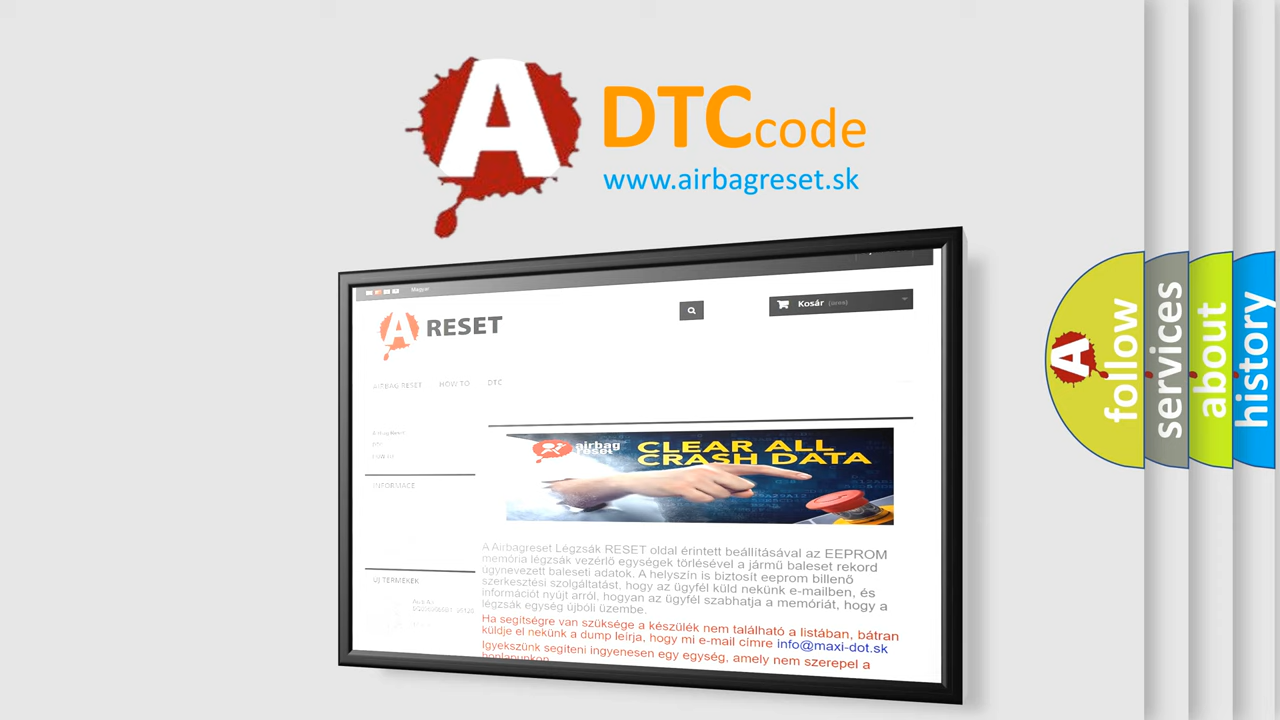 A DTC code
www.airbagreset.sk
Magyar
Kosár (üres)
A RESET
AIRBAG RESET HOW TO DTC
INFORMACE
airbag
reset
CLEAR ALL
CRASH DATA
A Airbagreset Légzsák RESET oldal érintett beállításával az EEPROM
memória légzsák vezérlő egységek törlésével a jármű baleset rekord
úgynevezett baleseti adatok. A helyszín is biztosít eeprom billenő
szerkesztési szolgáltatást, hogy az ügyfél küld nekünk e-mailben, és
információt nyújt arról, hogyan az ügyfél szabhatja a memóriát, hogy a
légzsák egység újbóli üzembe.
Ha segítségre van szüksége a készülék nem található a listában, bátran
küldje el nekünk a dump leírja, hogy mi e-mail címre info@maxi-dot.sk
Igyekszünk segíteni ingyenesen egy egység, amely nem szerepel a
honlapunkon
ÚJ TERMÉKEK
A
follow
services
about
history